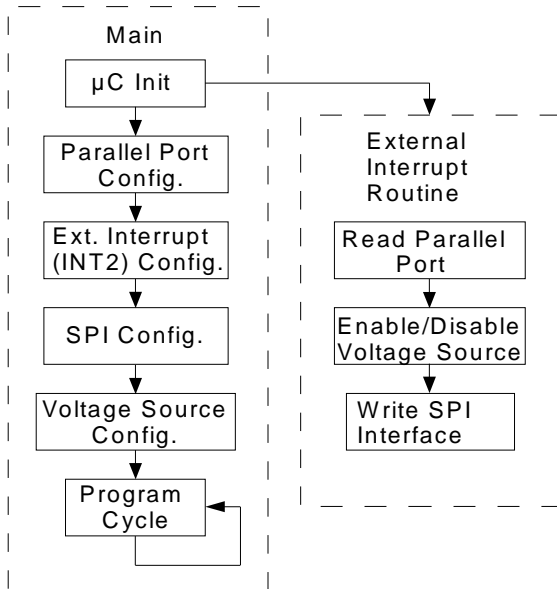 Main
µC Init
Parallel Port
Config.
Ext. Interrupt
(INT2) Config.
SPI Config.
Voltage Source
Config.
Program
Cycle
External
Interrupt
Routine
Read Parallel
Port
Enable/Disable
Voltage Source
Write SPI
Interface